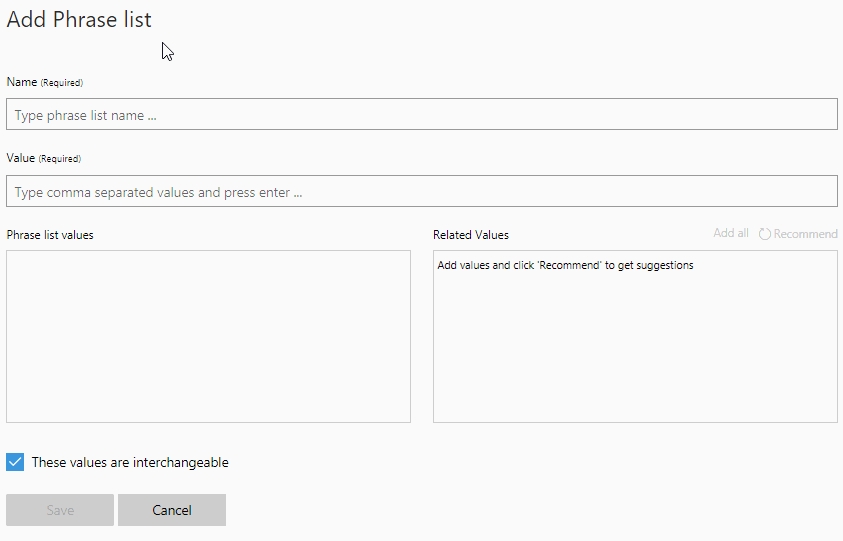 Add Phrase list
Name (Required)
Type phrase list name ...
Value (Required)
Type comma separated values and press enter ...
Phrase list values
Related Values
Add all
Recommend
Add values and click 'Recommend' to get suggestions
These values are interchangeable
Save
Cancel